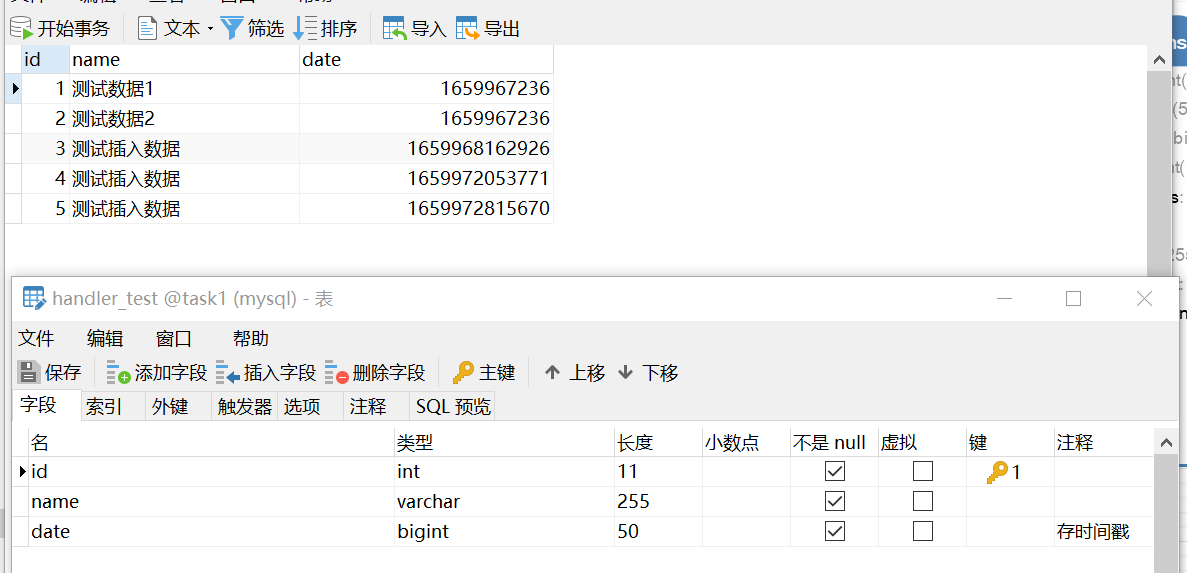 开始事务 文本 筛选 排序 导入 导出
id name date
1 测试数据1 1659967236
2 测试数据2 1659967236
3 测试插入数据 1659968162926
4 测试插入数据 1659972053771
5 测试插入数据 1659972815670
handler_test @task1 (mysql) - 表
文件 编辑 窗口 帮助
保存 添加字段 插入字段 删除字段 主键 上移 下移
字段 索引 外键 触发器 选项 注释 SQL 预览
名 类型 长度 小数点 不是 null 虚拟 键 注释
id int 11 1
name varchar 255
date bigint 50 存时间戳